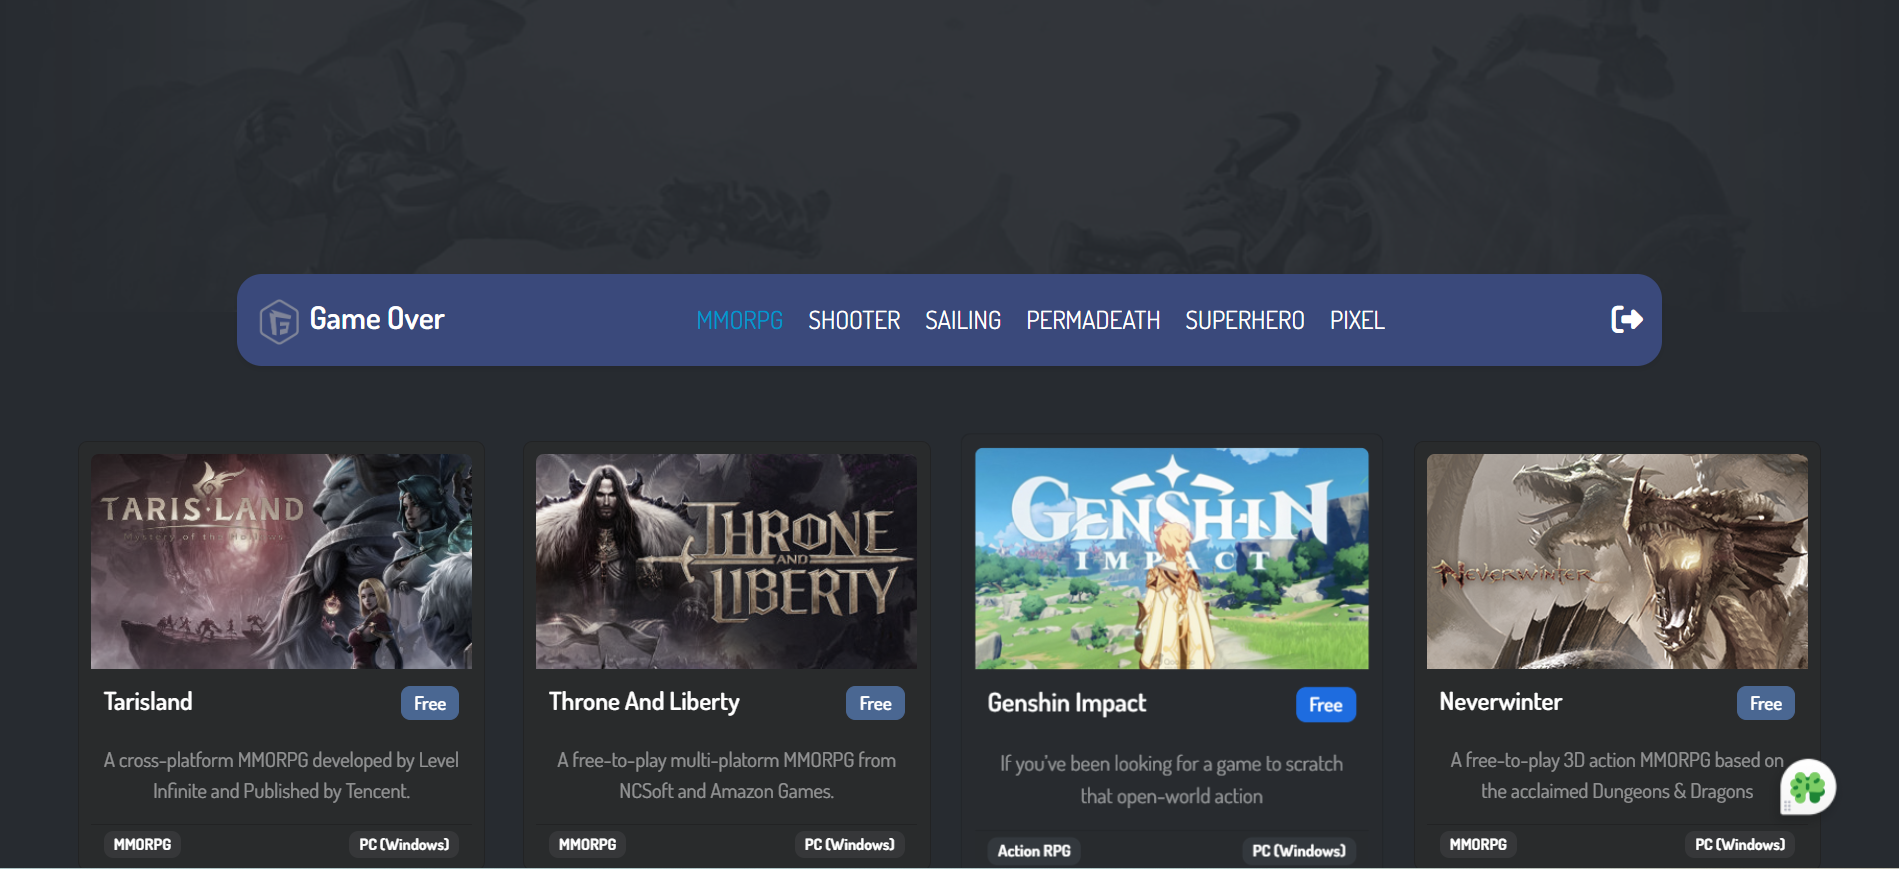 Game Over
MMORPG SHOOTER SAILING PERMADEATH SUPERHERO PIXEL
TARISLAND
Mystery of the
THRONE
AND
LIBERTY
GENSHIN
IMPACT
NEVERWINTER
Tarisland Free
A cross-platform MMORPG developed by Level
Infinite and Published by Tencent.
MMORPG PC (Windows)
Throne And Liberty Free
A free-to-play multi-platorm MMORPG from
NCSoft and Amazon Games.
MMORPG PC (Windows)
Genshin Impact Free
If you've been looking for a game to scratch
that open-world action
Action RPG PC (Windows)
Neverwinter Free
A free-to-play 3D action MMORPG based on
the acclaimed Dungeons & Dragons
MMORPG PC (Windows)